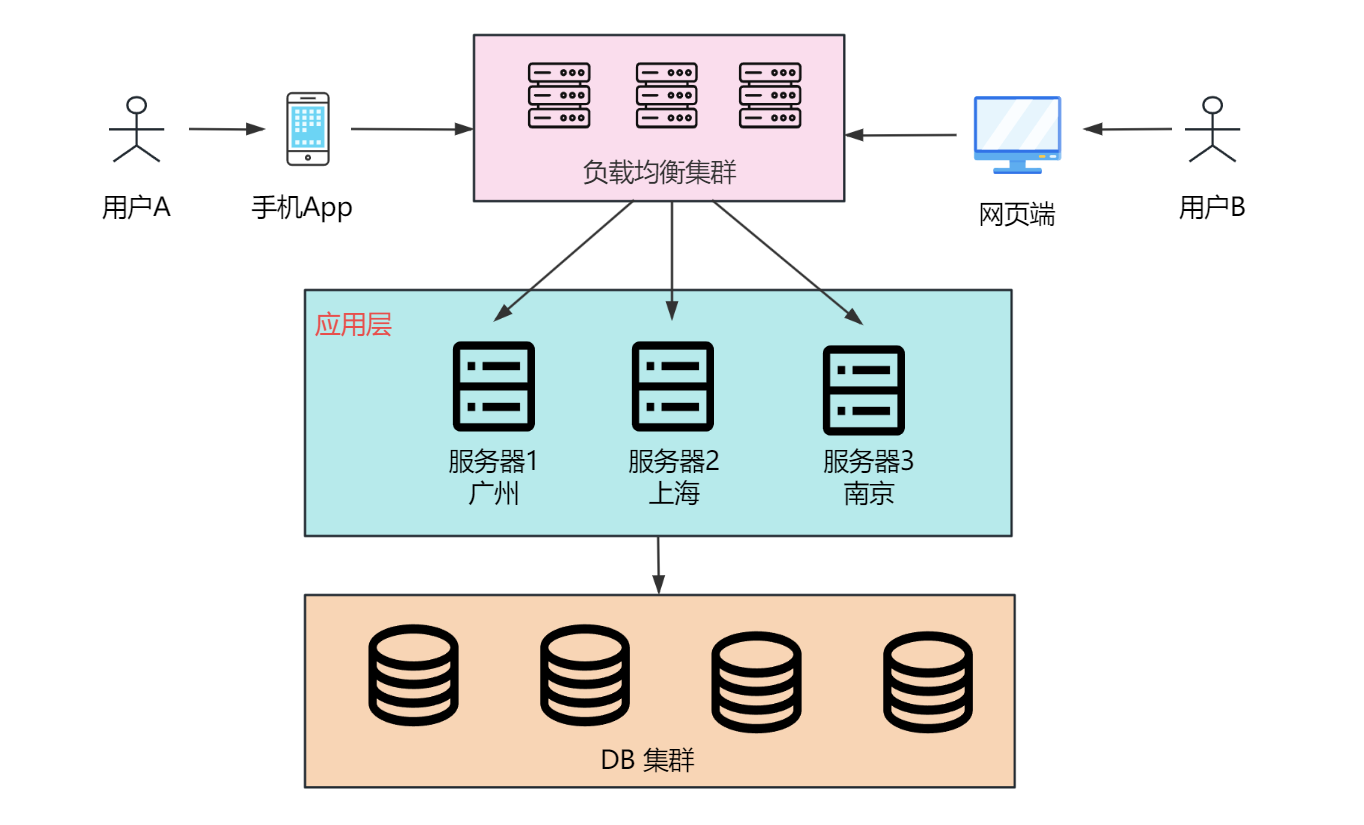 负载均衡集群
用户A
手机App
网页端
用户B
应用层
服务器1
广州
服务器2
上海
服务器3
南京
DB 集群